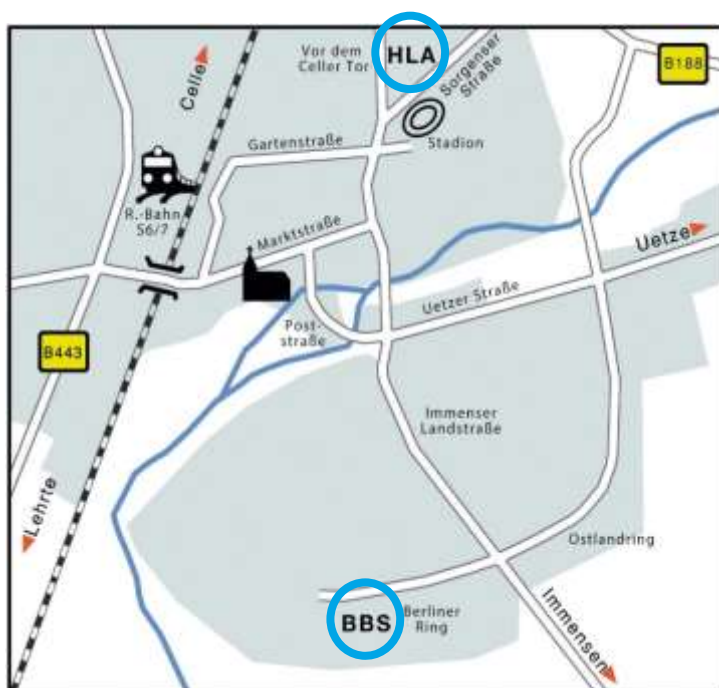 Vor dem
Celler Tor
HLA
Sorgenser
Straße
B188
Celle
Gartenstraße
Stadion
R.-Bahn
S6/7
Marktstraße
Uetze
Uetzer Straße
Post-
straße
B443
Immenser
Landstraße
Lehrte
Ostlandring
BBS
Berliner
Ring
Immensen